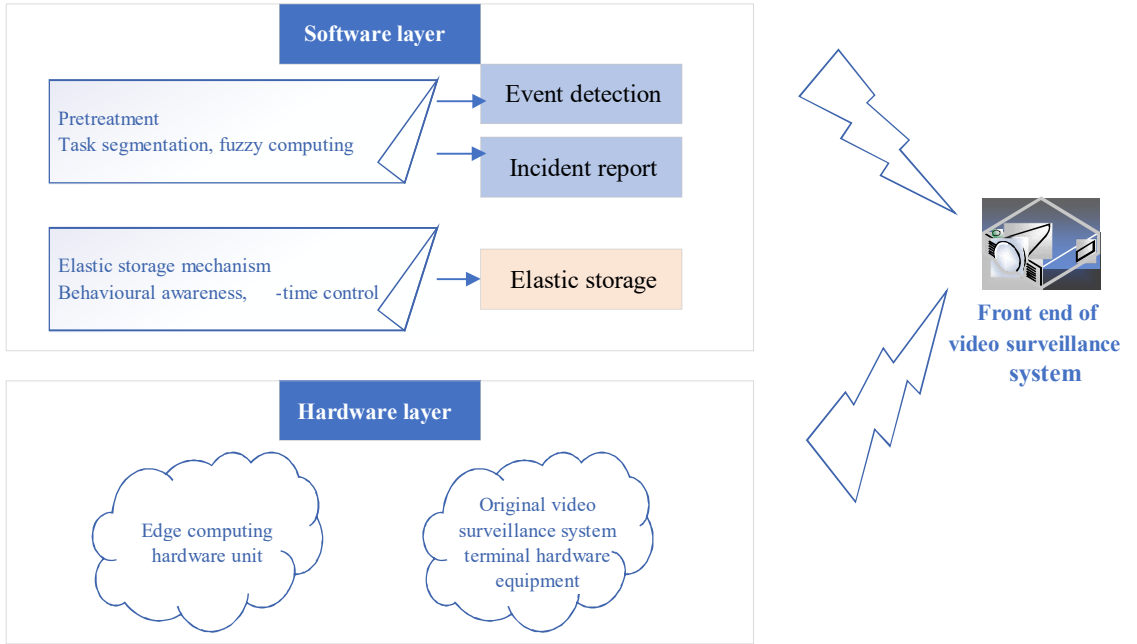 Software layer
Pretreatment
Task segmentation, fuzzy computing
Event detection
Incident report
Elastic storage mechanism
Behavioural awareness, -time control
Elastic storage
Front end of
video surveillance
system
Hardware layer
Edge computing
hardware unit
Original video
surveillance system
terminal hardware
equipment